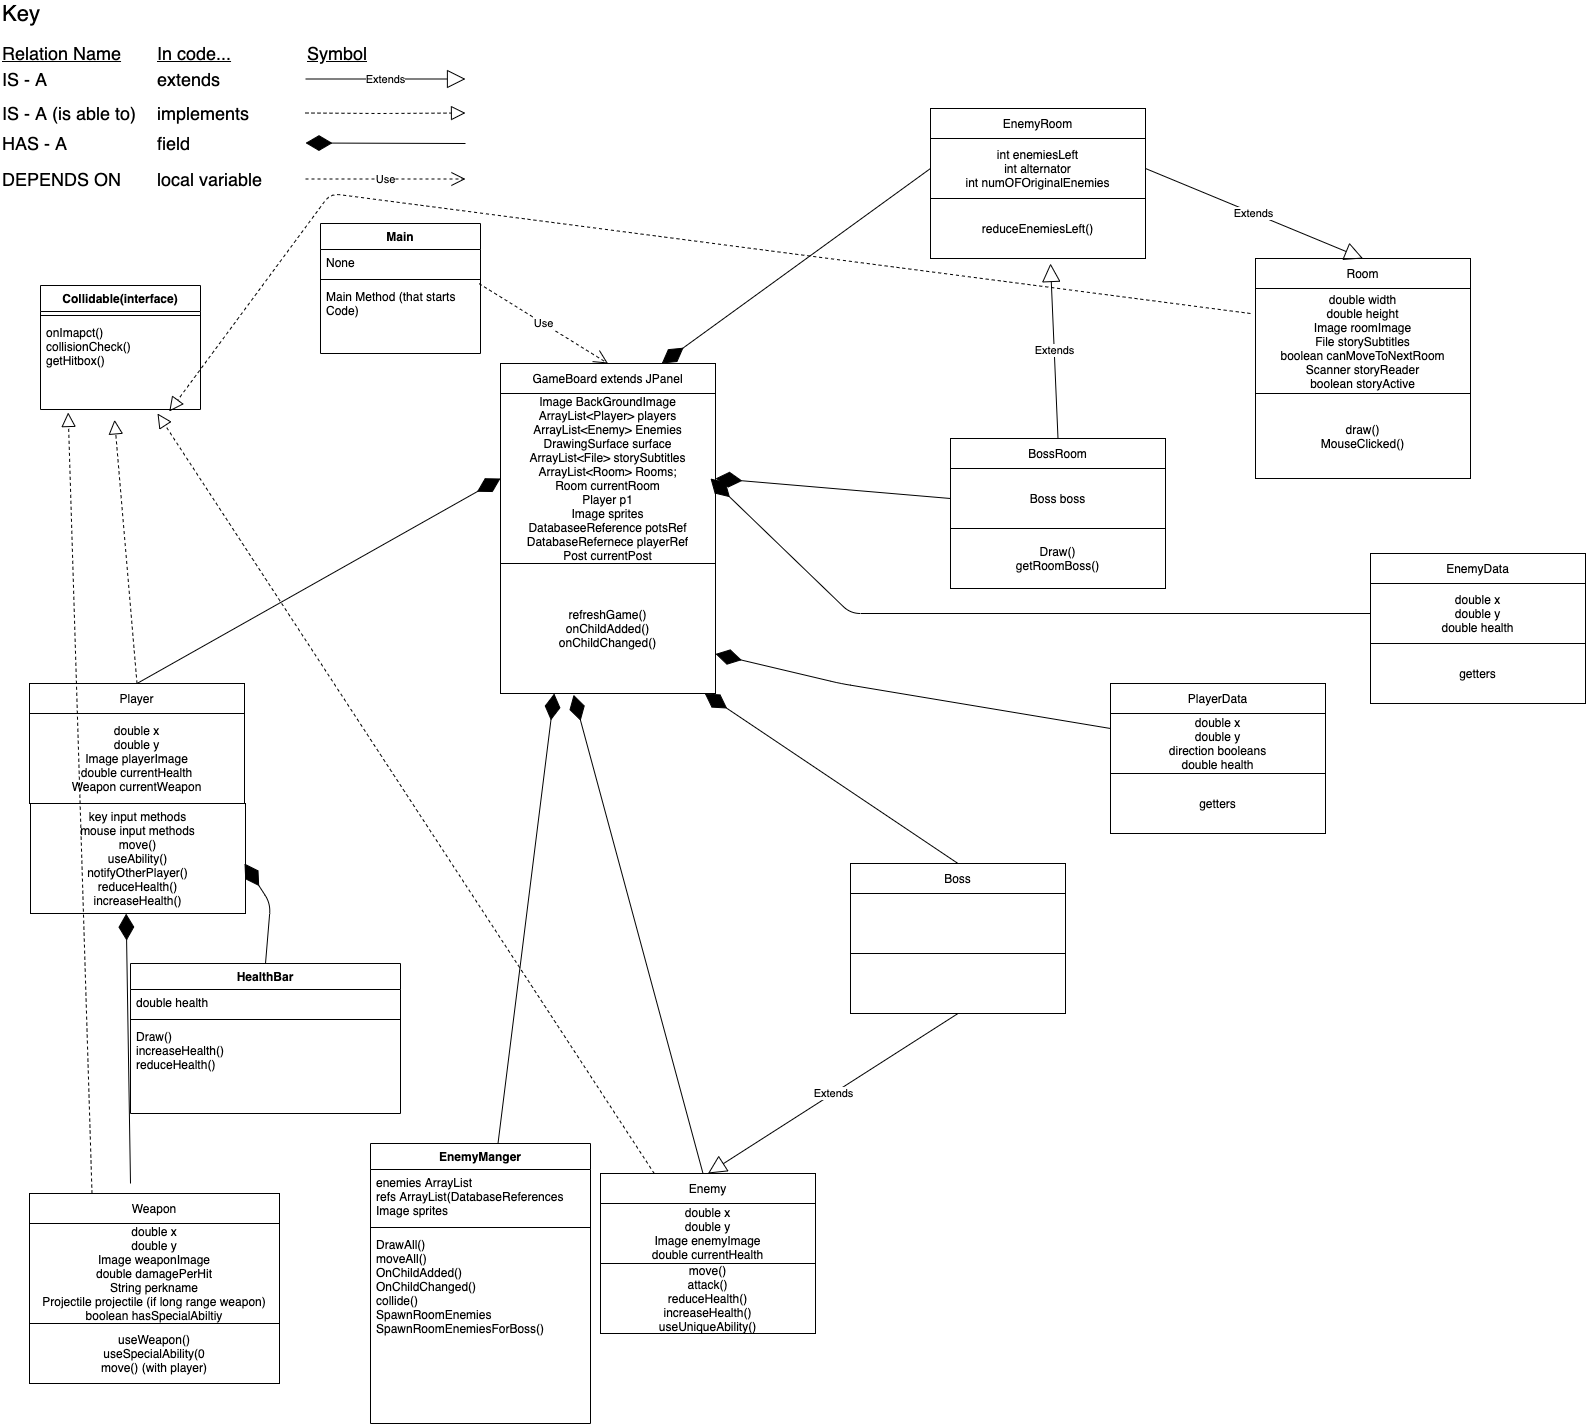 Key
Relation Name In code... Symbol
IS - A extends Extends
IS - A (is able to) implements
HAS - A field
DEPENDS ON local variable Use
Main
None
Main Method (that starts
Code)
Use
Collidable(interface)
onImapct()
collisionCheck()
getHitbox()
EnemyRoom
int enemiesLeft
int alternator
int numOFOriginalEnemies
reduceEnemiesLeft()
Extends
Room
double width
double height
Image roomImage
File storySubtitles
boolean canMoveToNextRoom
Scanner storyReader
boolean storyActive
draw()
MouseClicked()
Extends
GameBoard extends JPanel
Image BackGroundImage
ArrayList<Player> players
ArrayList<Enemy> Enemies
DrawingSurface surface
ArrayList<File> storySubtitles
ArrayList<Room> Rooms;
Room currentRoom
Player p1
Image sprites
DatabaseeReference potsRef
DatabaseRefernece playerRef
Post currentPost
refreshGame()
onChildAdded()
onChildChanged()
BossRoom
Boss boss
Draw()
getRoomBoss()
EnemyData
double x
double y
double health
getters
PlayerData
double x
double y
direction booleans
double health
getters
Player
double x
double y
Image playerImage
double currentHealth
Weapon currentWeapon
key input methods
mouse input methods
move()
useAbility()
notifyOtherPlayer()
reduceHealth()
increaseHealth()
Boss
HealthBar
double health
Draw()
increaseHealth()
reduceHealth()
Extends
EnemyManger
enemies ArrayList
refs ArrayList(DatabaseReferences
Image sprites
DrawAll()
moveAll()
OnChildAdded()
OnChildChanged()
collide()
SpawnRoomEnemies
SpawnRoomEnemiesForBoss()
Enemy
double x
double y
Image enemyImage
double currentHealth
move()
attack()
reduceHealth()
increaseHealth()
useUniqueAbility()
Weapon
double x
double y
Image weaponImage
double damagePerHit
String perkname
Projectile projectile (if long range weapon)
boolean hasSpecialAbiltiy
useWeapon()
useSpecialAbility(0
move() (with player)